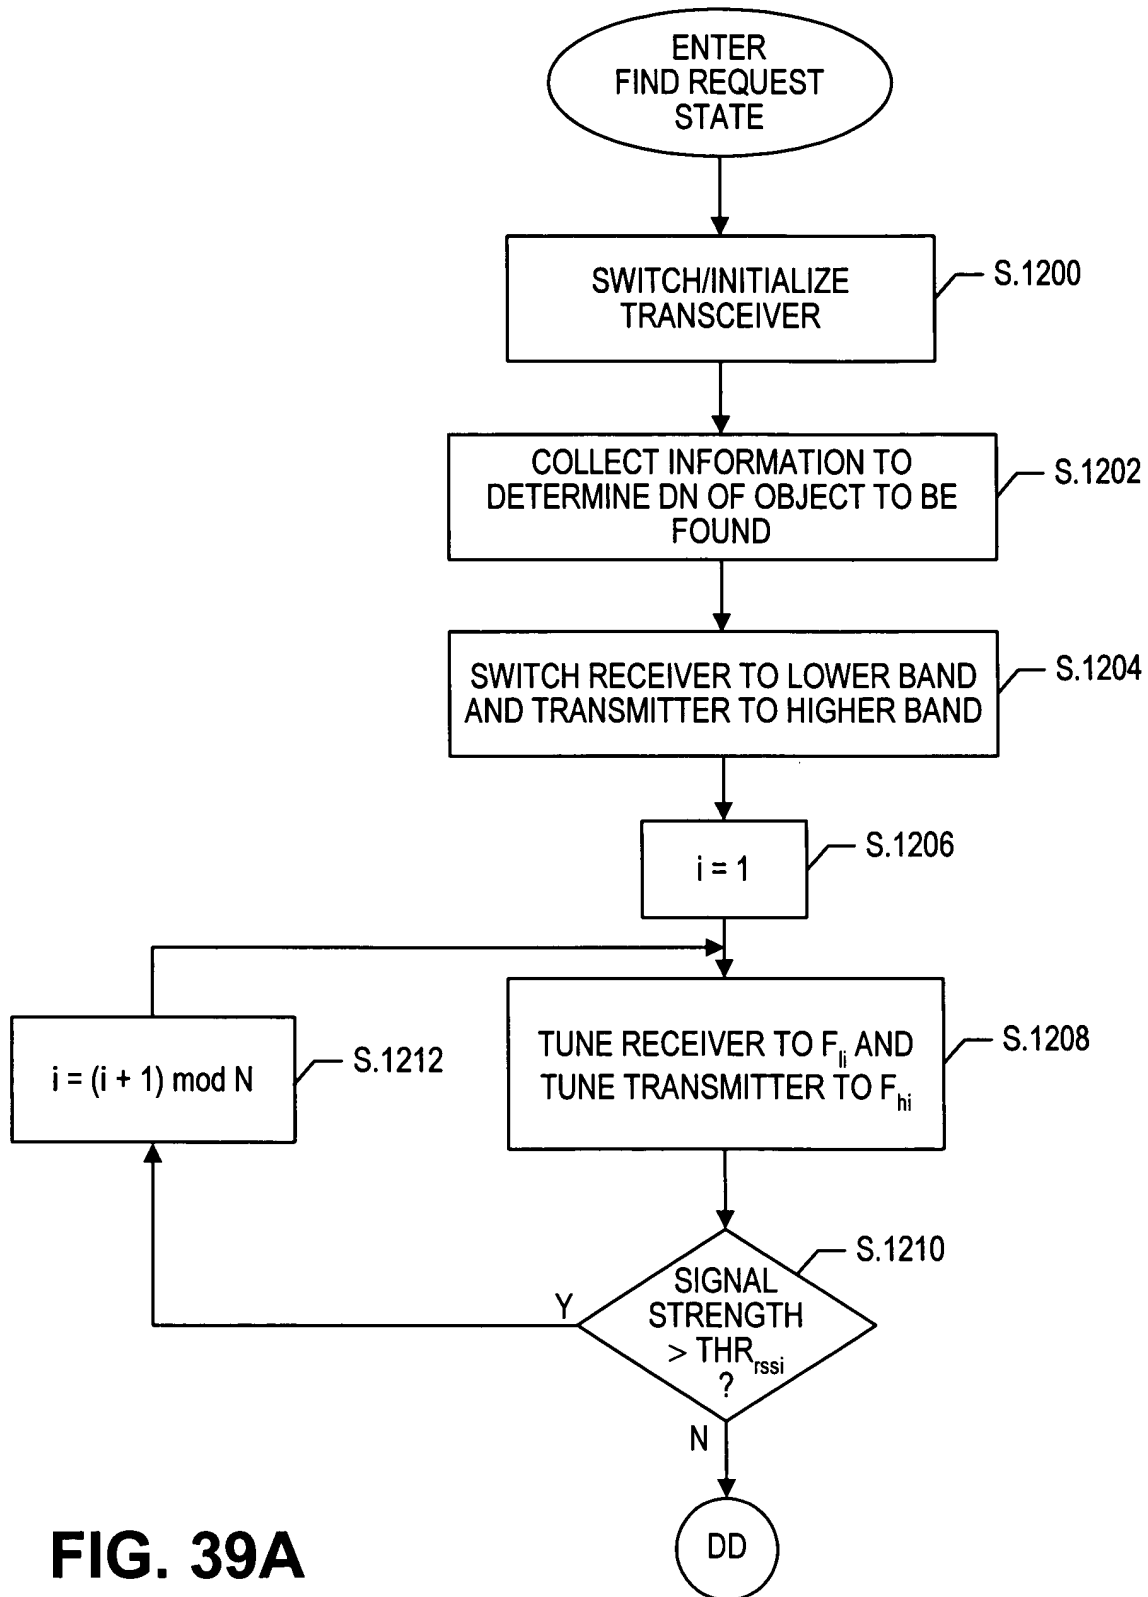 ENTER
FIND REQUEST
STATE
SWITCH/INITIALIZE
TRANSCEIVER
S.1200
COLLECT INFORMATION TO
DETERMINE DN OF OBJECT TO BE
FOUND
S.1202
SWITCH RECEIVER TO LOWER BAND
AND TRANSMITTER TO HIGHER BAND
S.1204
i = 1
S.1206
TUNE RECEIVER TO F_li AND
TUNE TRANSMITTER TO F_hi
S.1208
i = (i + 1) mod N
S.1212
SIGNAL
STRENGTH
> THR_rssi
?
S.1210
Y
N
DD
FIG. 39A